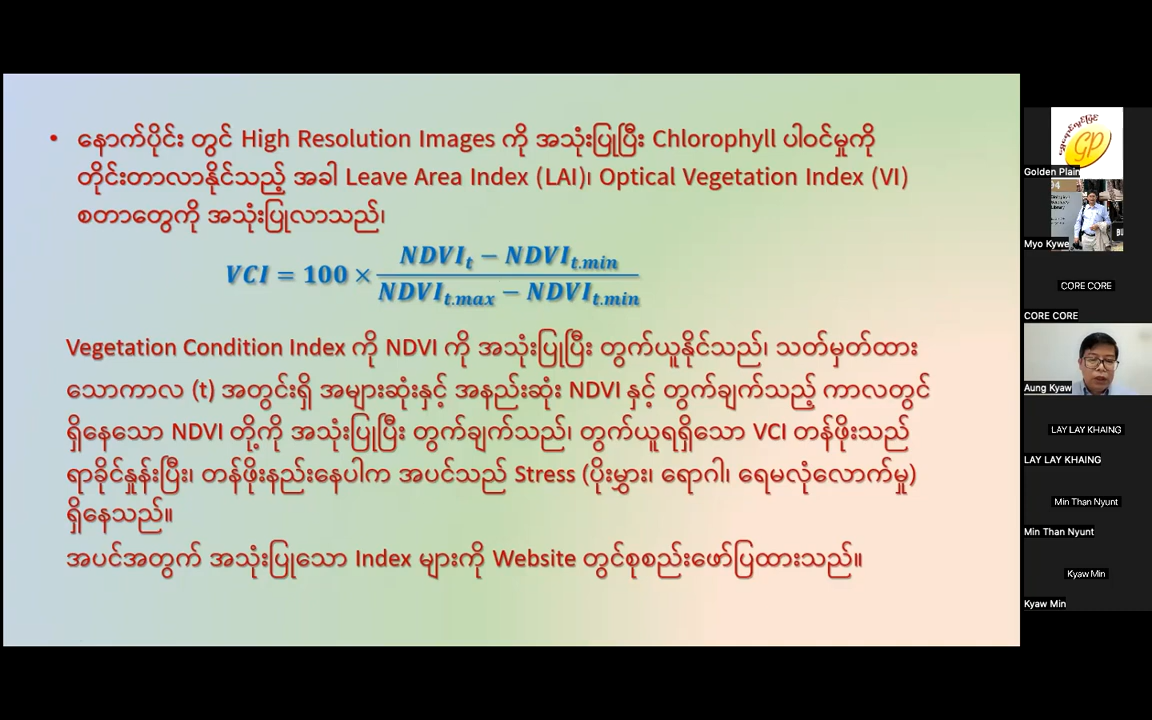 • နောက်ပိုင်း တွင် High Resolution Images ကို အသုံးပြုပြီး Chlorophyll ပါဝင်မှုကို
တိုင်းတာလာနိုင်သည့် အခါ Leave Area Index (LAI)၊ Optical Vegetation Index (VI)
စတာတွေကို အသုံးပြုလာသည်၊
VCI = 100 × (NDVI_t − NDVI_t.min) / (NDVI_t.max − NDVI_t.min)
Vegetation Condition Index ကို NDVI ကို အသုံးပြုပြီး တွက်ယူနိုင်သည်၊ သတ်မှတ်ထား
သောကာလ (t) အတွင်းရှိ အများဆုံးနှင့် အနည်းဆုံး NDVI နှင့် တွက်ချက်သည့် ကာလတွင်
ရှိနေသော NDVI တို့ကို အသုံးပြုပြီး တွက်ချက်သည်၊ တွက်ယူရရှိသော VCI တန်ဖိုးသည်
ရာခိုင်နှုန်းပြီး၊ တန်ဖိုးနည်းနေပါက အပင်သည် Stress (ပိုးမွှား၊ ရောဂါ၊ ရေမလုံလောက်မှု)
ရှိနေသည်။
အပင်အတွက် အသုံးပြုသော Index များကို Website တွင်စုစည်းဖော်ပြထားသည်။
GP
Golden Plain
Myo Kywe
CORE CORE
CORE CORE
Aung Kyaw
LAY LAY KHAING
LAY LAY KHAING
Min Than Nyunt
Min Than Nyunt
Kyaw Min
Kyaw Min